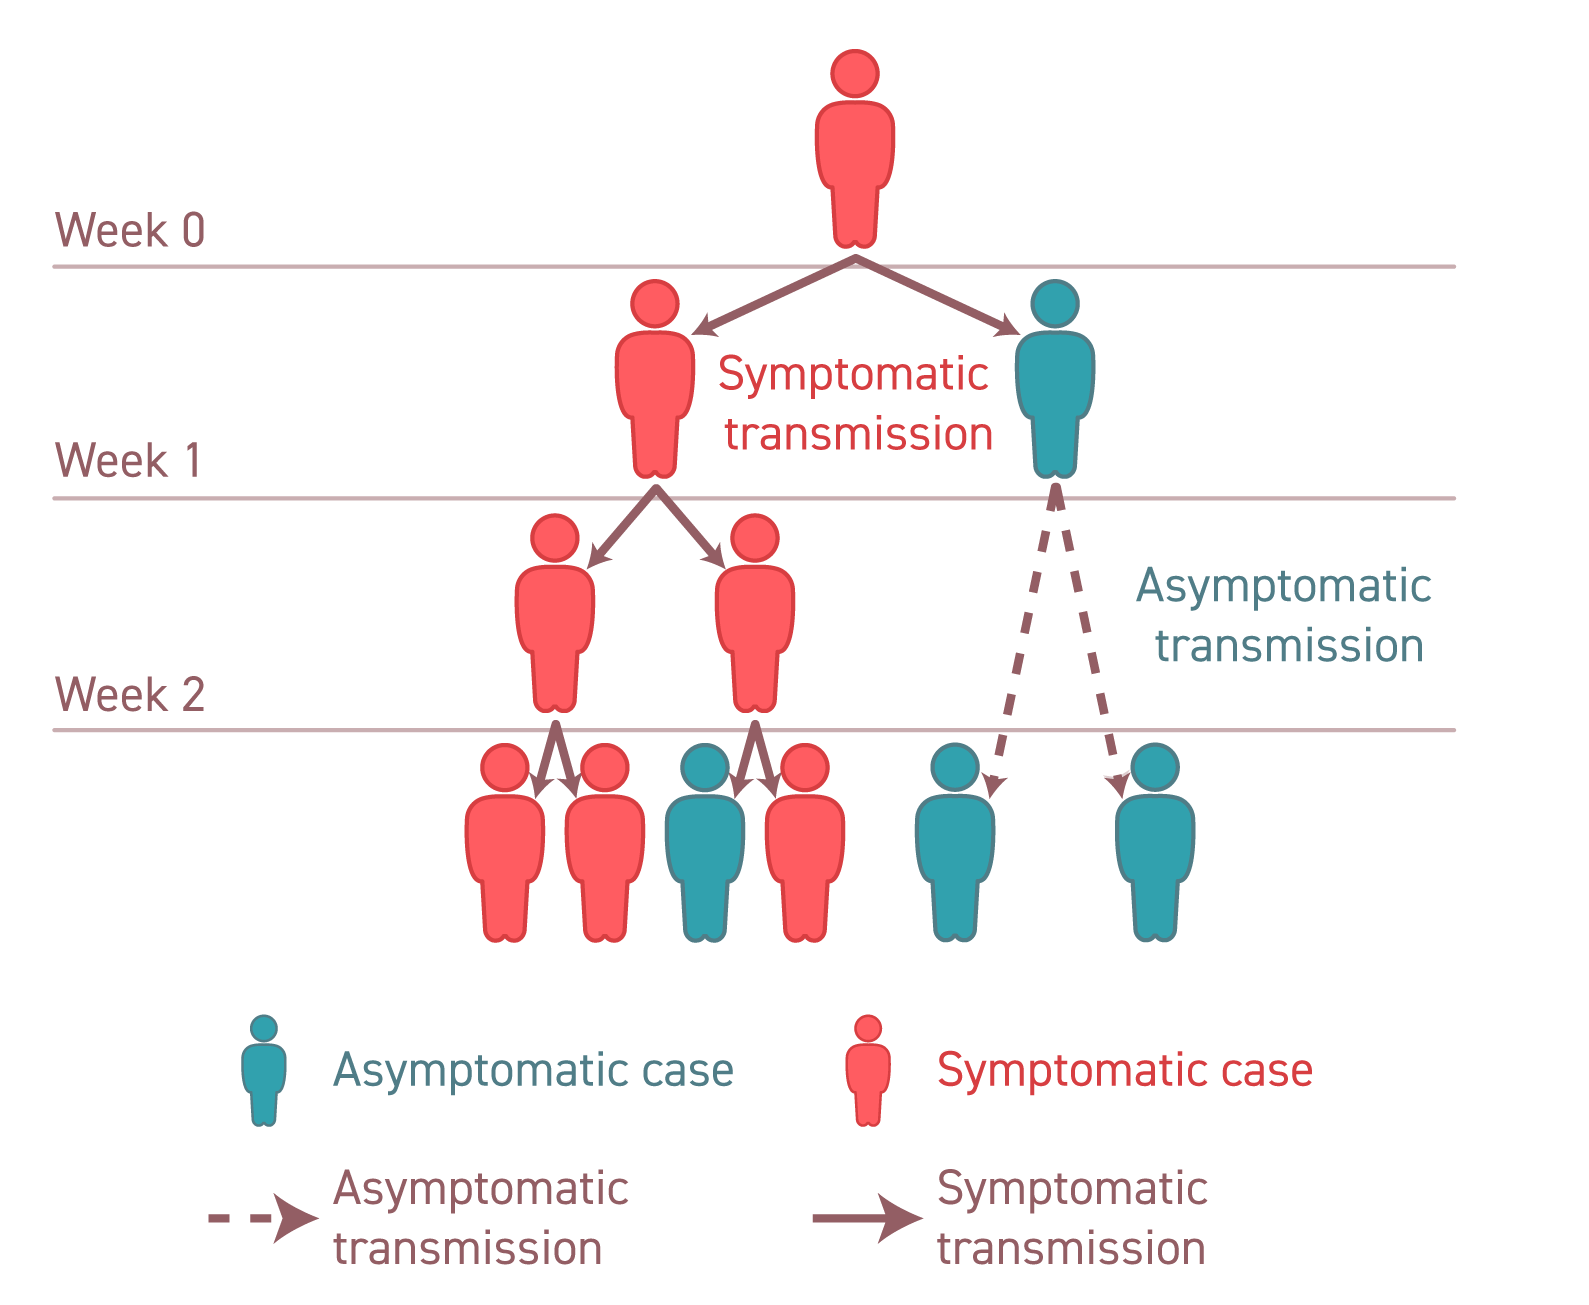 Week 0
Symptomatic
transmission
Week 1
Asymptomatic
transmission
Week 2
Asymptomatic case
Symptomatic case
Asymptomatic
transmission
Symptomatic
transmission